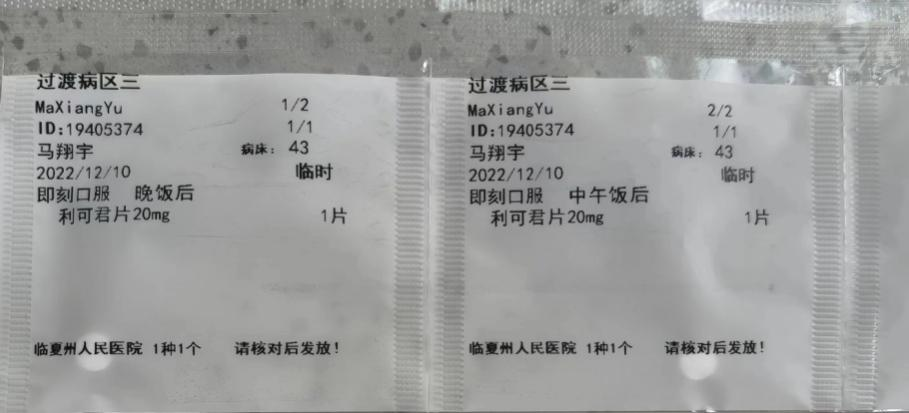 过渡病区三
MaXiangYu 1/2
ID:19405374 1/1
马翔宇 病床: 43
2022/12/10 临时
即刻口服 晚饭后
利可君片20mg 1片
临夏州人民医院 1种1个 请核对后发放!
过渡病区三
MaXiangYu 2/2
ID:19405374 1/1
马翔宇 病床: 43
2022/12/10 临时
即刻口服 中午饭后
利可君片20mg 1片
临夏州人民医院 1种1个 请核对后发放!